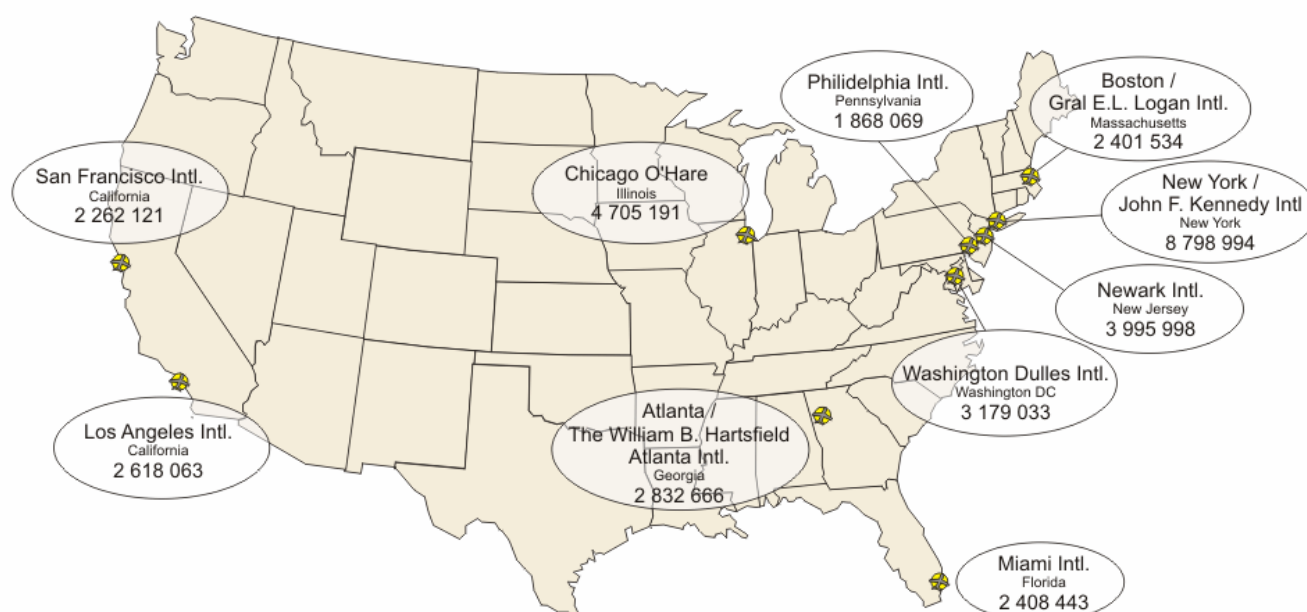 Philidelphia Intl.
Pennsylvania
1 868 069
Boston /
Gral E.L. Logan Intl.
Massachusetts
2 401 534
San Francisco Intl.
California
2 262 121
Chicago O'Hare
Illinois
4 705 191
New York /
John F. Kennedy Intl
New York
8 798 994
Newark Intl.
New Jersey
3 995 998
Washington Dulles Intl.
Washington DC
3 179 033
Los Angeles Intl.
California
2 618 063
Atlanta /
The William B. Hartsfield
Atlanta Intl.
Georgia
2 832 666
Miami Intl.
Florida
2 408 443